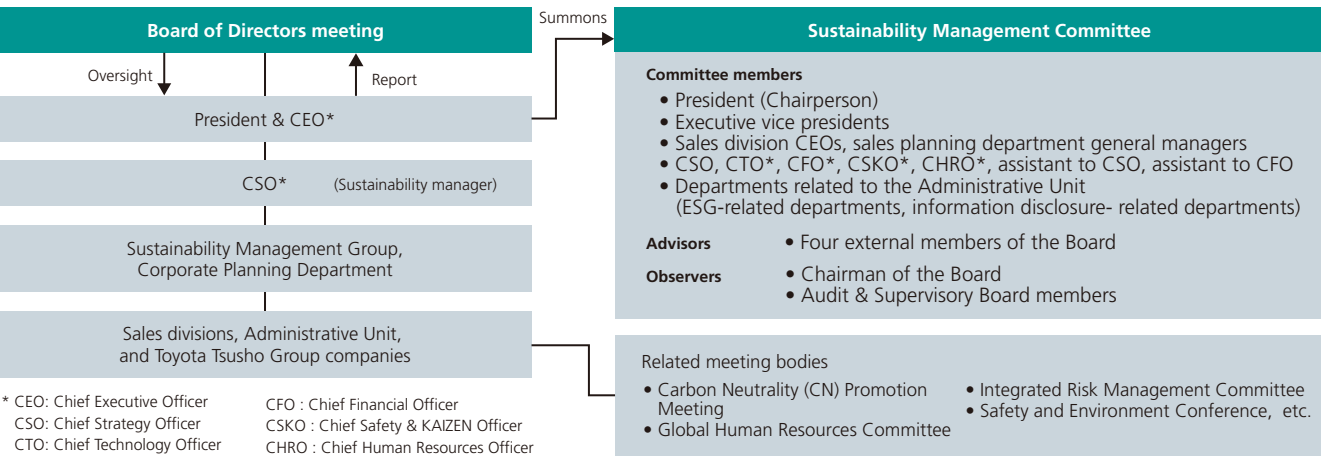 Board of Directors meeting
Oversight
Report
President & CEO*
CSO* (Sustainability manager)
Sustainability Management Group,
Corporate Planning Department
Sales divisions, Administrative Unit,
and Toyota Tsusho Group companies
* CEO: Chief Executive Officer
CSO: Chief Strategy Officer
CTO: Chief Technology Officer
CFO : Chief Financial Officer
CSKO : Chief Safety & KAIZEN Officer
CHRO : Chief Human Resources Officer
Summons
Sustainability Management Committee
Committee members
• President (Chairperson)
• Executive vice presidents
• Sales division CEOs, sales planning department general managers
• CSO, CTO*, CFO*, CSKO*, CHRO*, assistant to CSO, assistant to CFO
• Departments related to the Administrative Unit
(ESG-related departments, information disclosure- related departments)
Advisors • Four external members of the Board
Observers • Chairman of the Board
• Audit & Supervisory Board members
Related meeting bodies
• Carbon Neutrality (CN) Promotion
Meeting
• Global Human Resources Committee
• Integrated Risk Management Committee
• Safety and Environment Conference, etc.